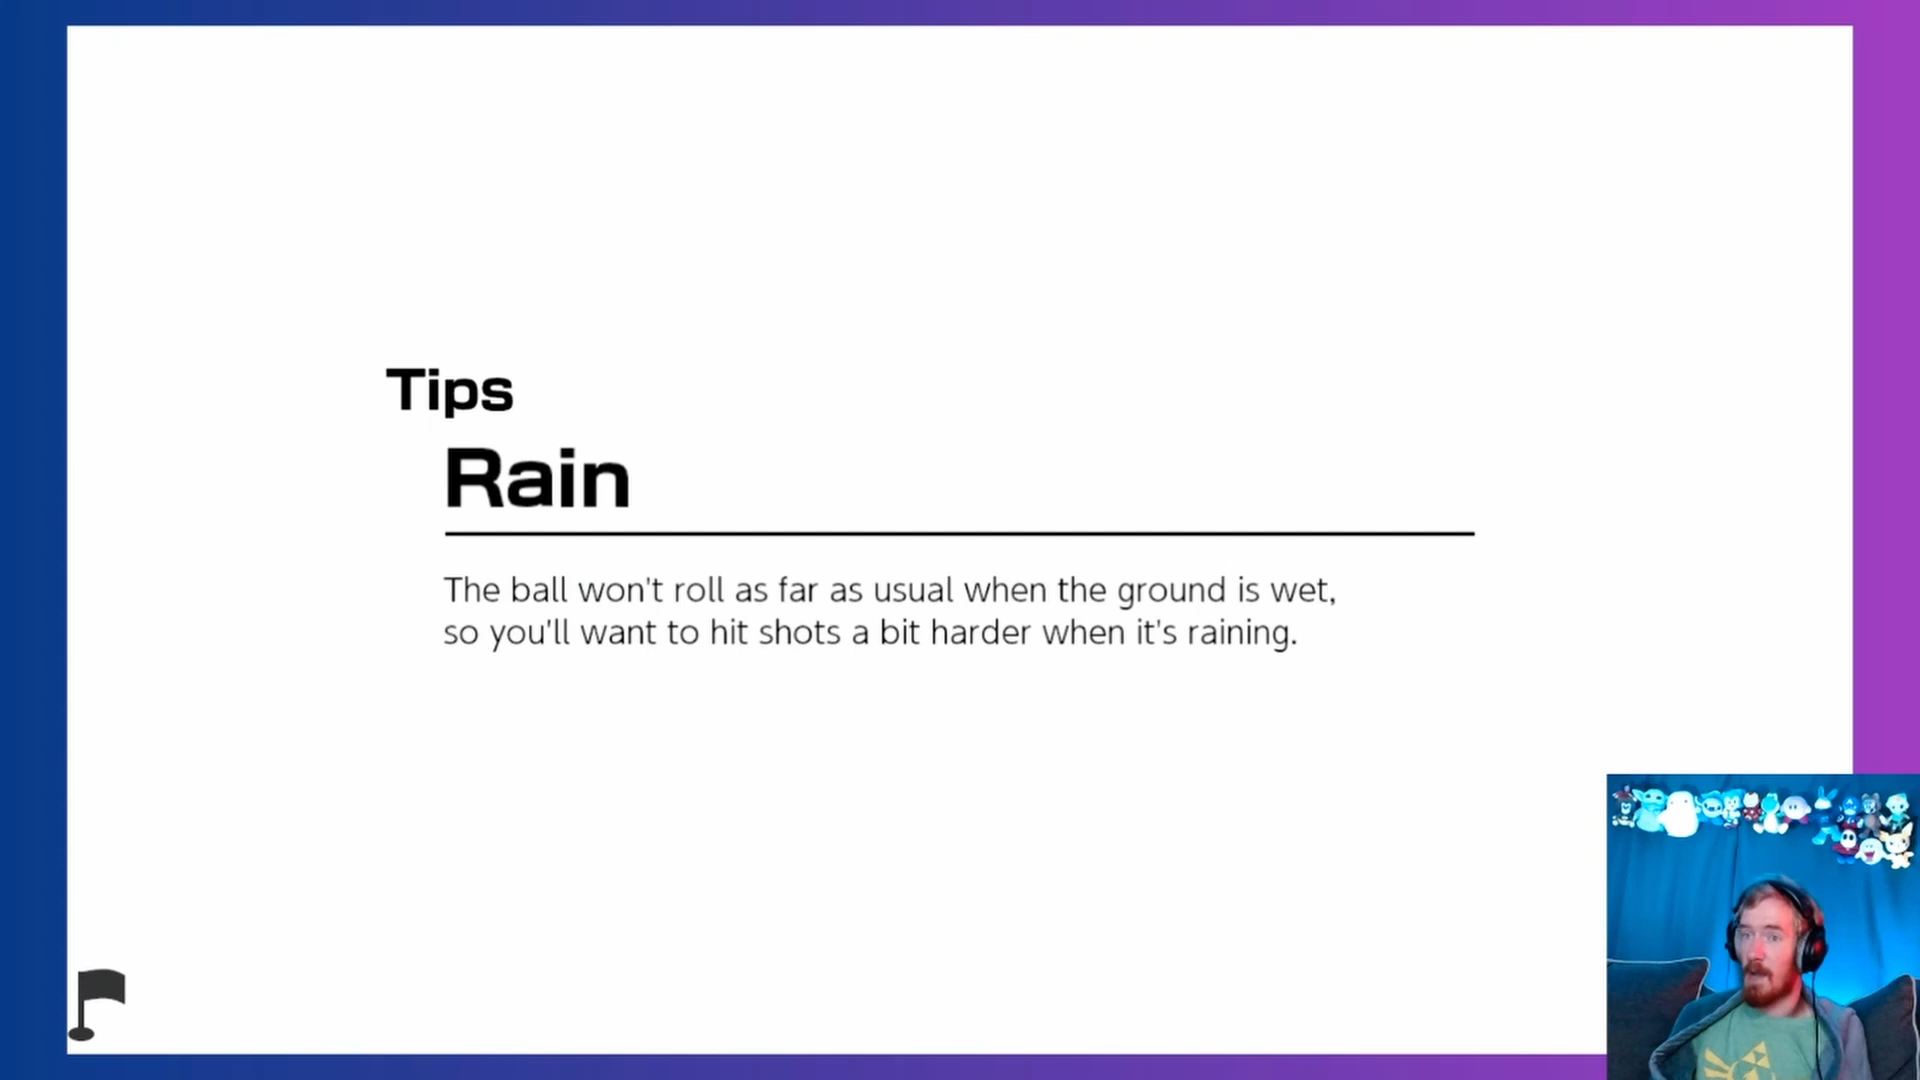 Tips
Rain
The ball won't roll as far as usual when the ground is wet,
so you'll want to hit shots a bit harder when it's raining.